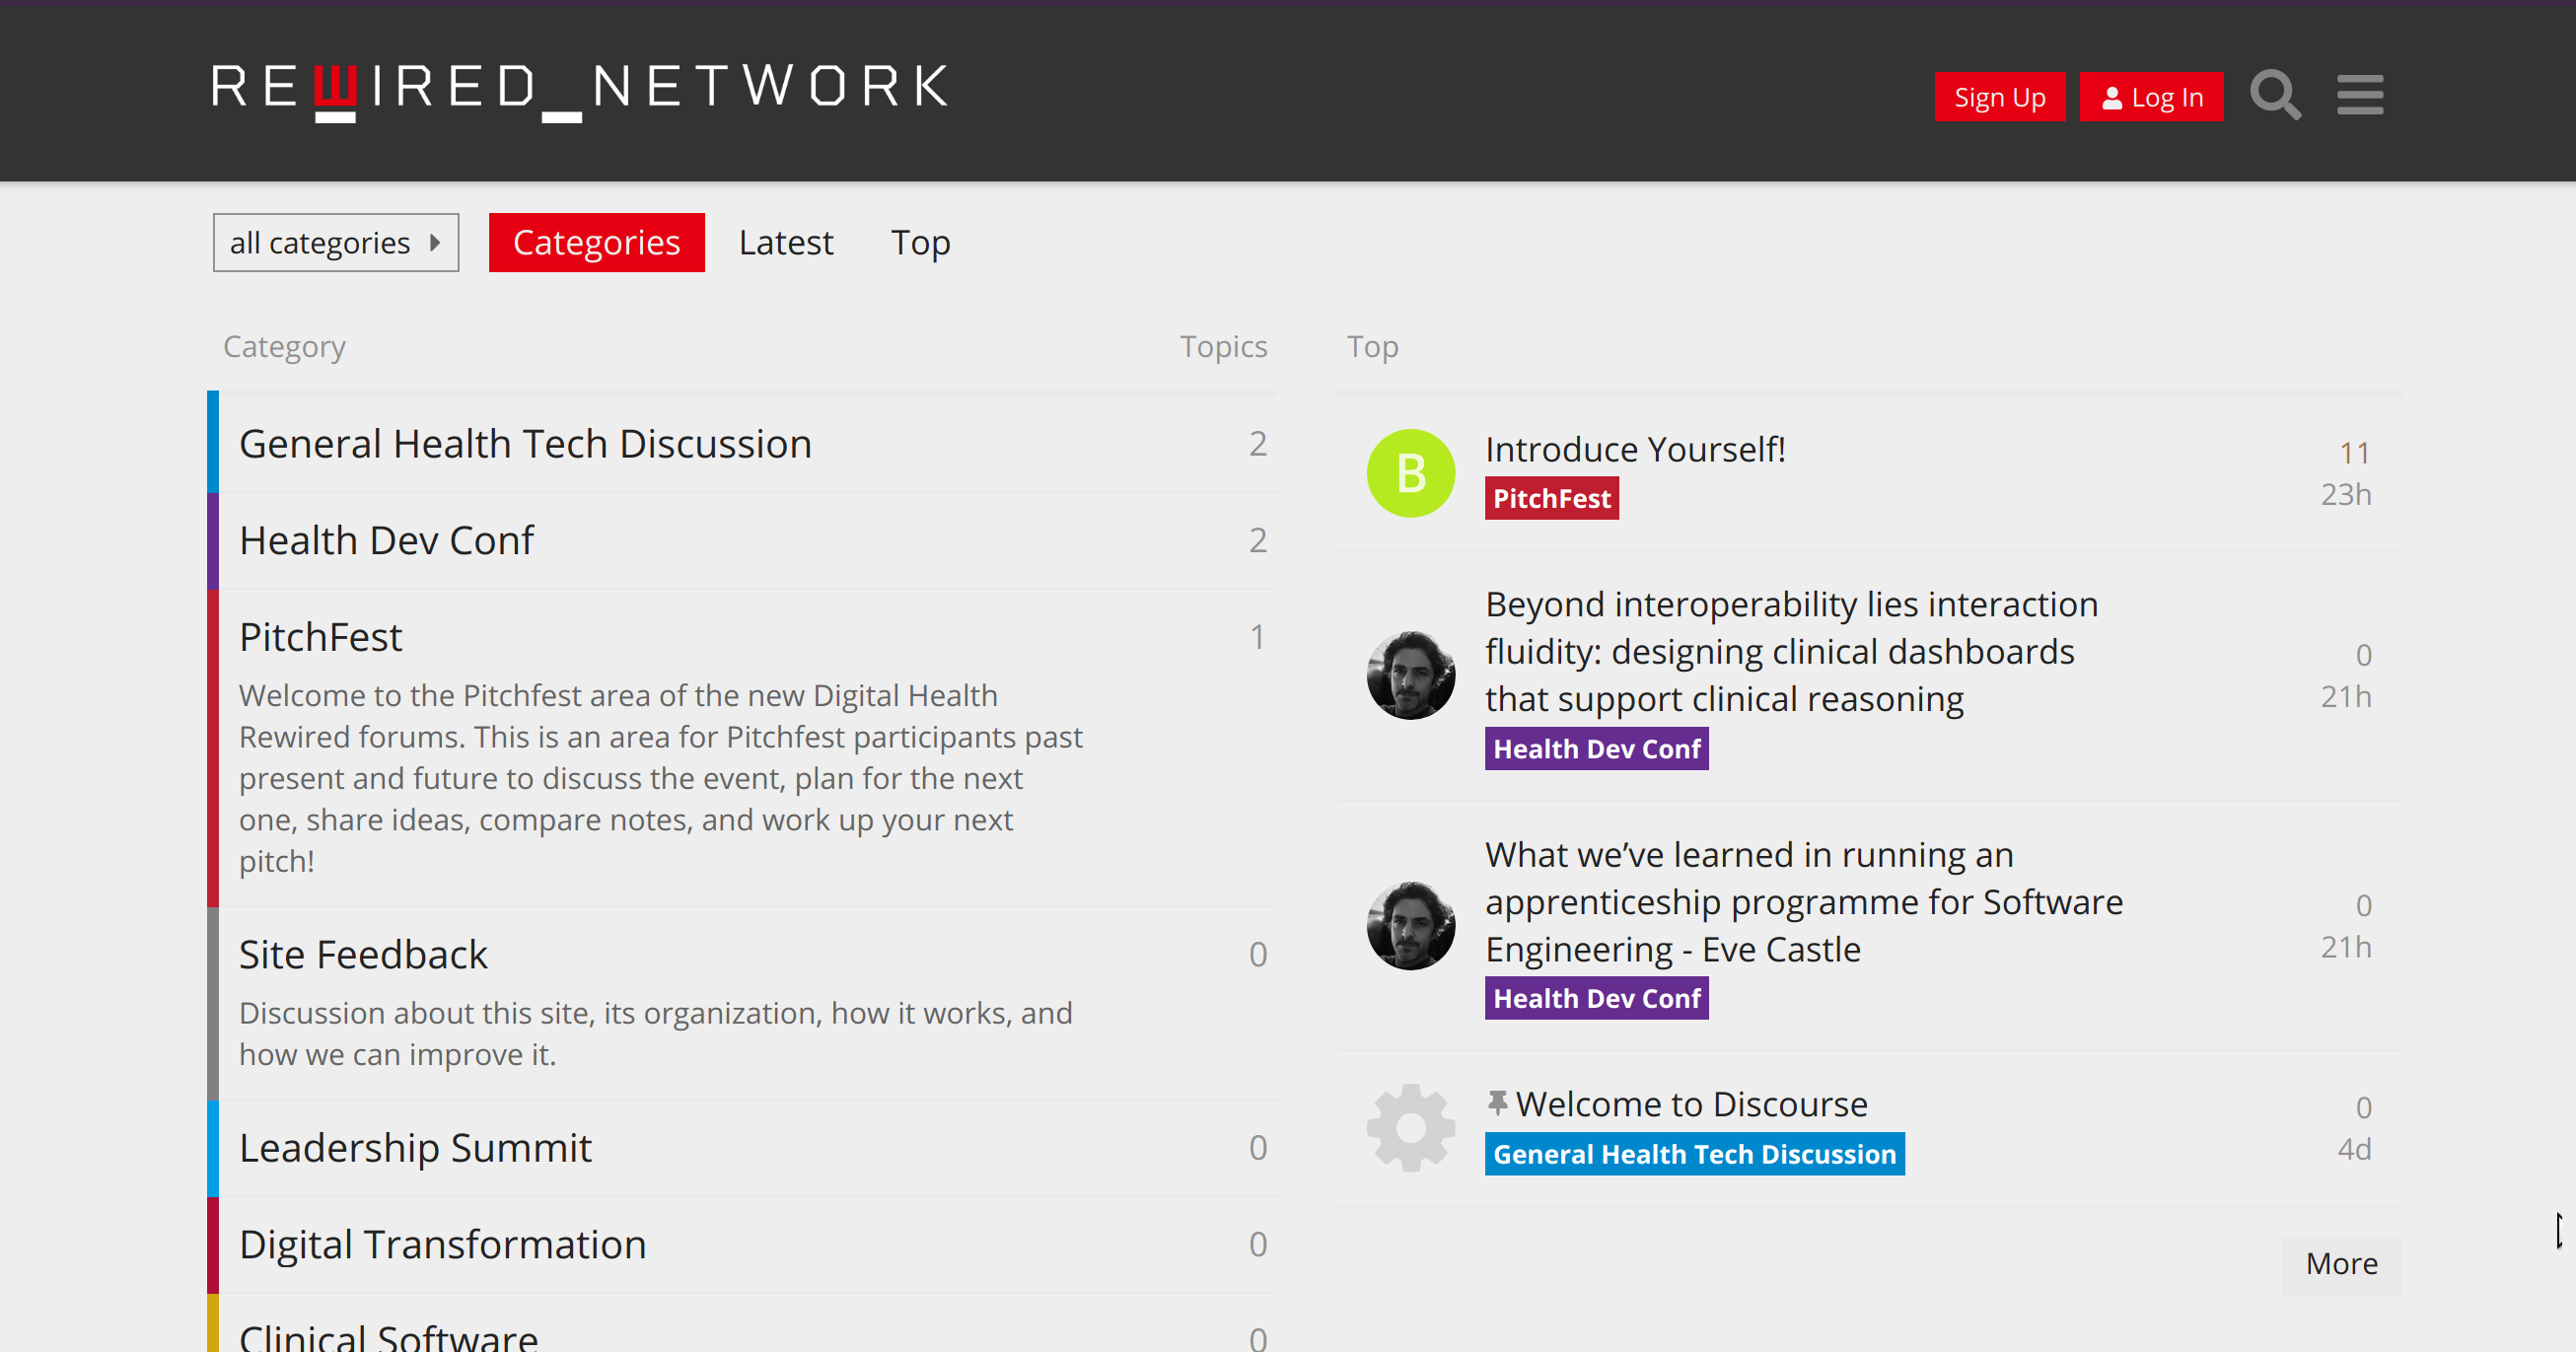 REWIRED_NETWORK
Sign Up
Log In
all categories
Categories
Latest
Top
Category
Topics
General Health Tech Discussion
2
Health Dev Conf
2
PitchFest
1
Welcome to the Pitchfest area of the new Digital Health
Rewired forums. This is an area for Pitchfest participants past
present and future to discuss the event, plan for the next
one, share ideas, compare notes, and work up your next
pitch!
Site Feedback
0
Discussion about this site, its organization, how it works, and
how we can improve it.
Leadership Summit
0
Digital Transformation
0
Clinical Software
0
Top
B
Introduce Yourself!
11
PitchFest
23h
Beyond interoperability lies interaction
fluidity: designing clinical dashboards
that support clinical reasoning
0
21h
Health Dev Conf
What we’ve learned in running an
apprenticeship programme for Software
Engineering - Eve Castle
0
21h
Health Dev Conf
Welcome to Discourse
0
General Health Tech Discussion
4d
More